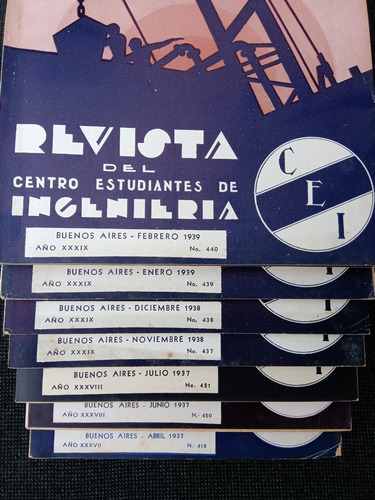 REVISTA
DEL
CENTRO ESTUDIANTES DE
INGENIERIA
CEI
BUENOS AIRES - FEBRERO 1939
AÑO XXXIX No. 440
BUENOS AIRES - ENERO 1939
AÑO XXXIX No. 439
BUENOS AIRES - DICIEMBRE 1938
AÑO XXXIX No. 438
BUENOS AIRES - NOVIEMBRE 1938
AÑO XXXIX No. 437
BUENOS AIRES - JULIO 1937
AÑO XXXVIII No. 421
BUENOS AIRES - JUNIO 1937
AÑO XXXVIII N.º 420
BUENOS AIRES - ABRIL 1937
AÑO XXXVII N.º 418